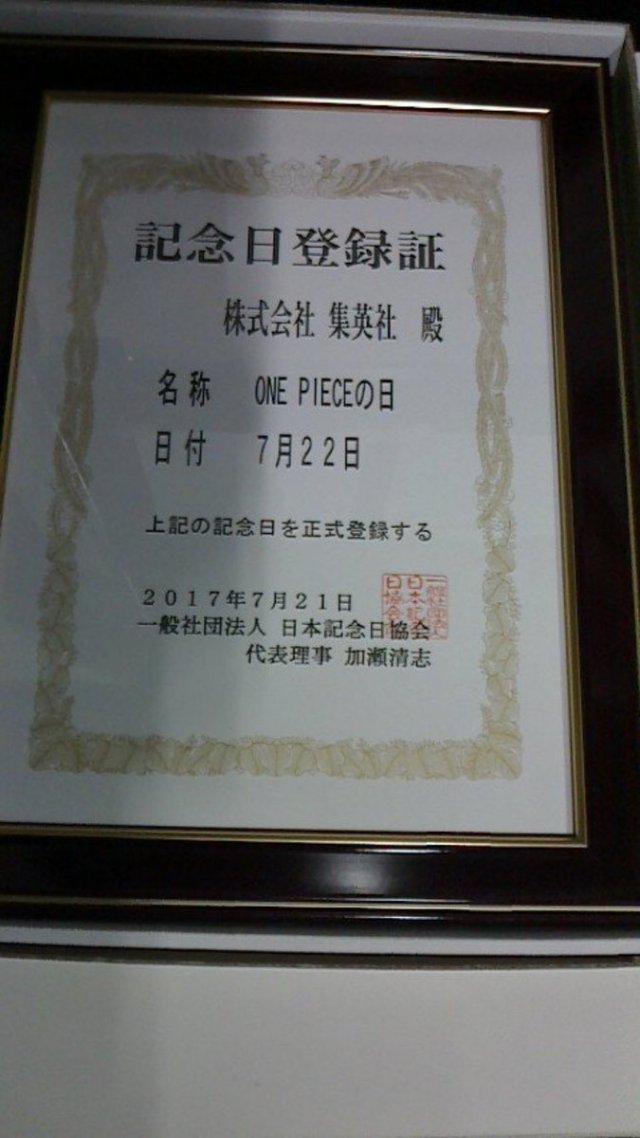 記念日登録証
株式会社 集英社 殿
名称 ONE PIECEの日
日付 7月22日
上記の記念日を正式登録する
2017年7月21日
一般社団法人 日本記念日協会
代表理事 加瀬清志